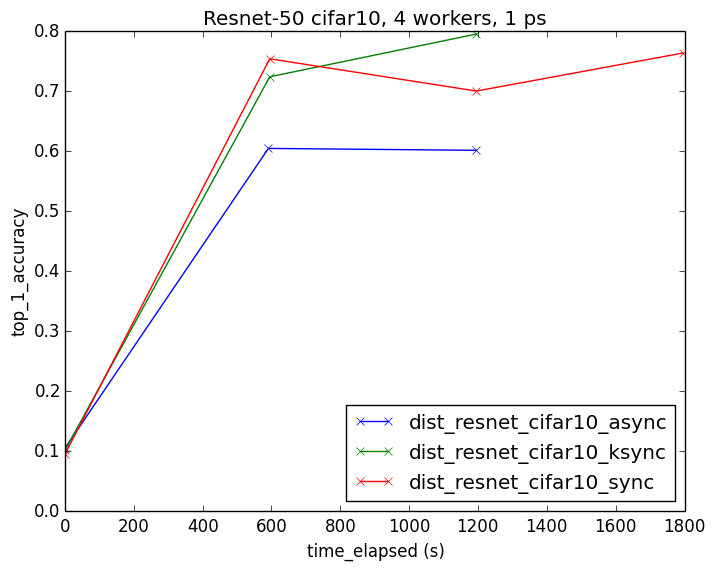 Resnet-50 cifar10, 4 workers, 1 ps
top_1_accuracy
0.8
0.7
0.6
0.5
0.4
0.3
0.2
0.1
0.0
dist_resnet_cifar10_async
dist_resnet_cifar10_ksync
dist_resnet_cifar10_sync
0 200 400 600 800 1000 1200 1400 1600 1800
time_elapsed (s)